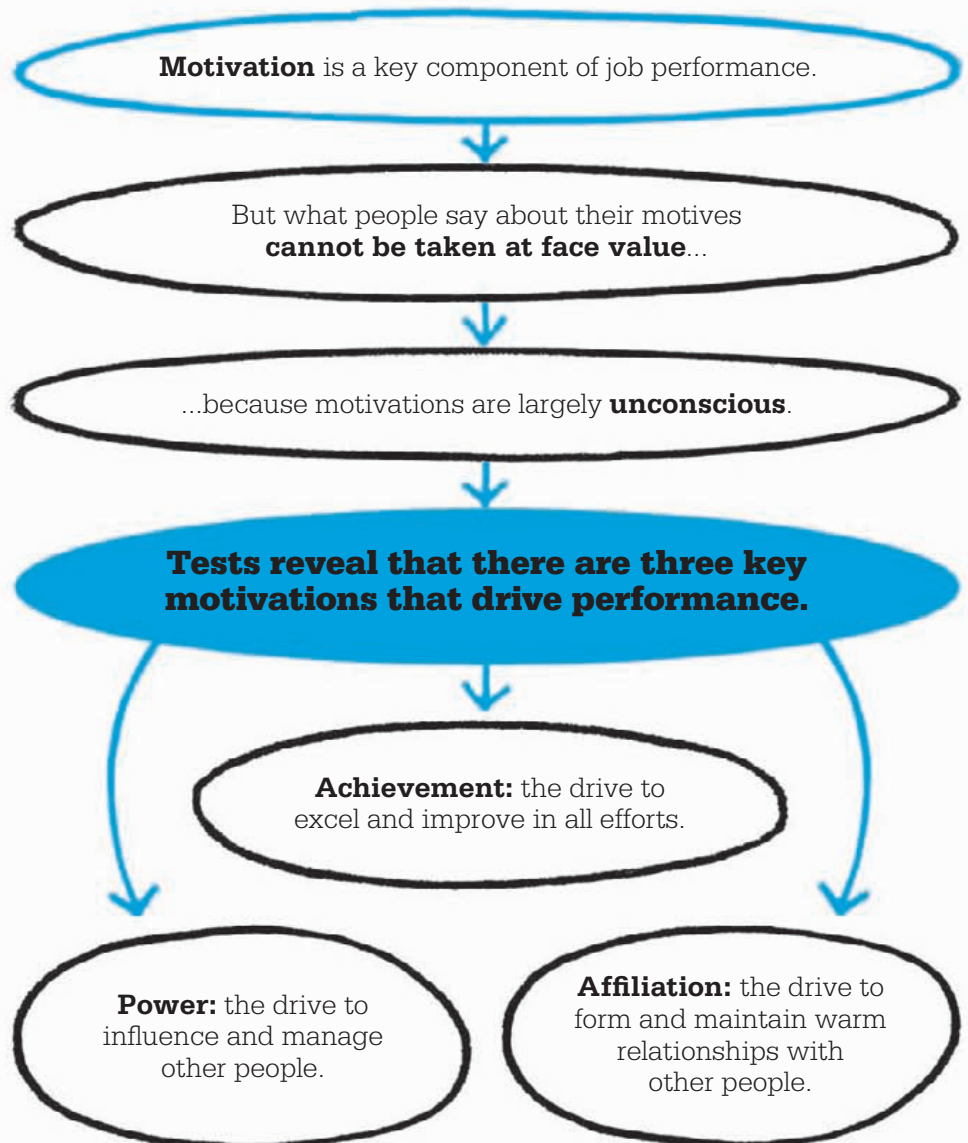 Motivation is a key component of job performance.
But what people say about their motives
cannot be taken at face value...
...because motivations are largely unconscious.
Tests reveal that there are three key
motivations that drive performance.
Achievement: the drive to
excel and improve in all efforts.
Power: the drive to
influence and manage
other people.
Affiliation: the drive to
form and maintain warm
relationships with
other people.